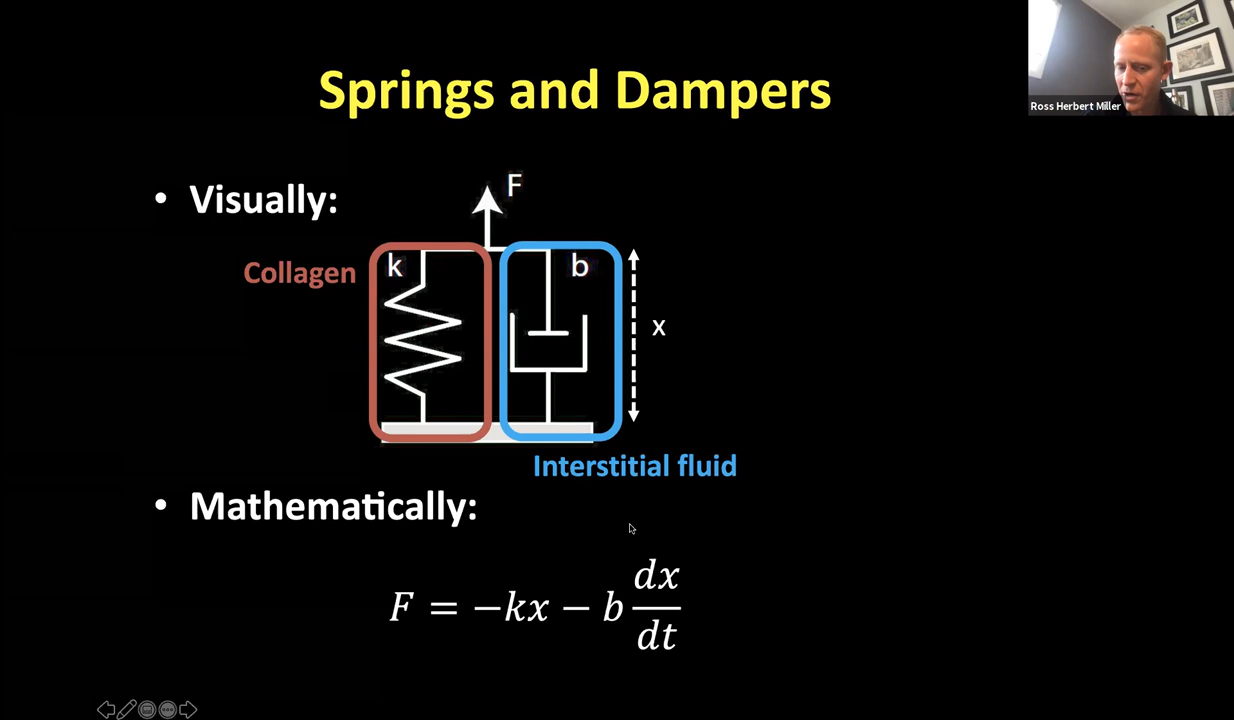 Springs and Dampers
Ross Herbert Miller
• Visually:
F
Collagen
k
b
x
Interstitial fluid
• Mathematically:
F = −kx − b dx/dt